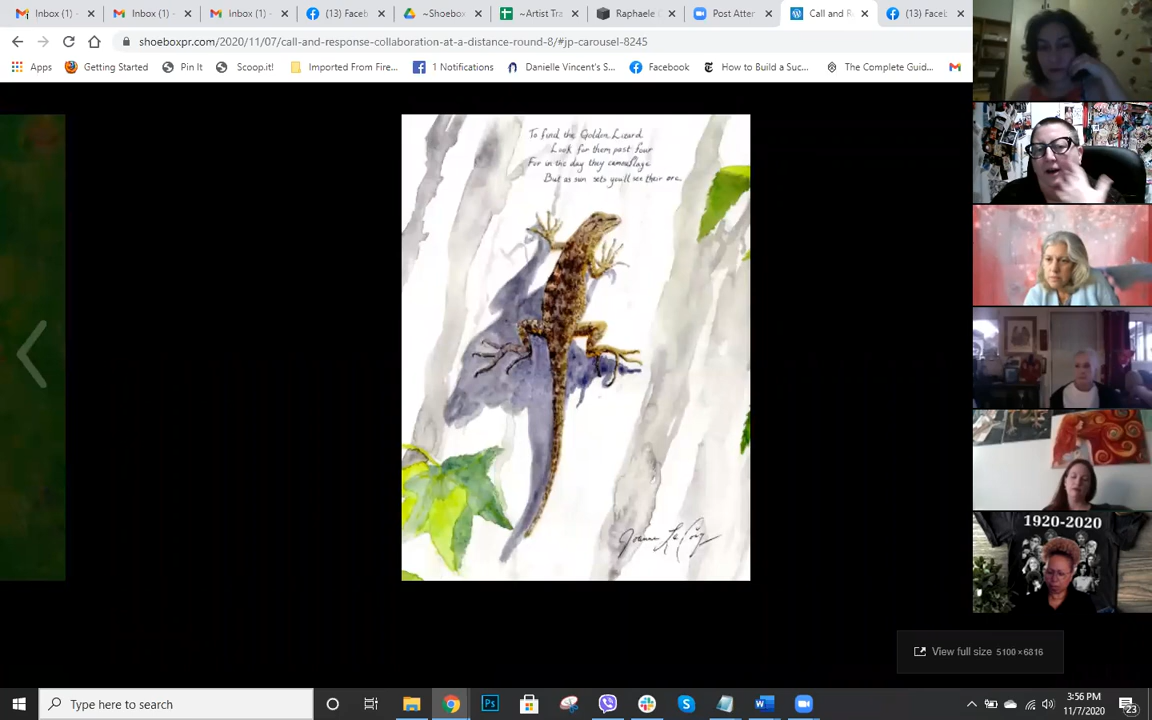 Inbox (1) -
Inbox (1) -
Inbox (1) -
(13) Faceb
~Shoebox
~Artist Tra
Raphaele
Post Atter
Call and R
(13) Faceb
shoeboxpr.com/2020/11/07/call-and-response-collaboration-at-a-distance-round-8/#jp-carousel-8245
Apps
Getting Started
Pin It
Scoop.it!
Imported From Fire...
1 Notifications
Danielle Vincent's S...
Facebook
How to Build a Suc...
The Complete Guid...
To find the Golden Lizard
Look for them past four
For in the day they camouflage
But as sun sets you'll see their ore.
1920-2020
View full size 5100×6816
Type here to search
3:56 PM
11/7/2020
23